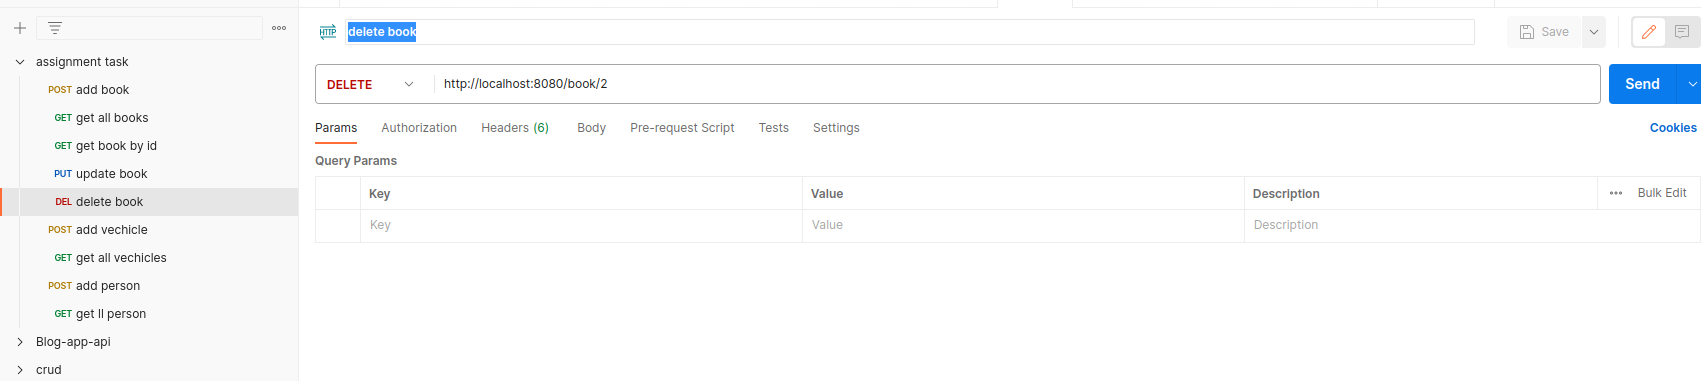 HTTP delete book Save
assignment task
POST add book
GET get all books
GET get book by id
PUT update book
DEL delete book
POST add vechicle
GET get all vechicles
POST add person
GET get ll person
Blog-app-api
crud
DELETE http://localhost:8080/book/2 Send
Params Authorization Headers (6) Body Pre-request Script Tests Settings Cookies
Query Params
Key Value Description Bulk Edit
Key Value Description